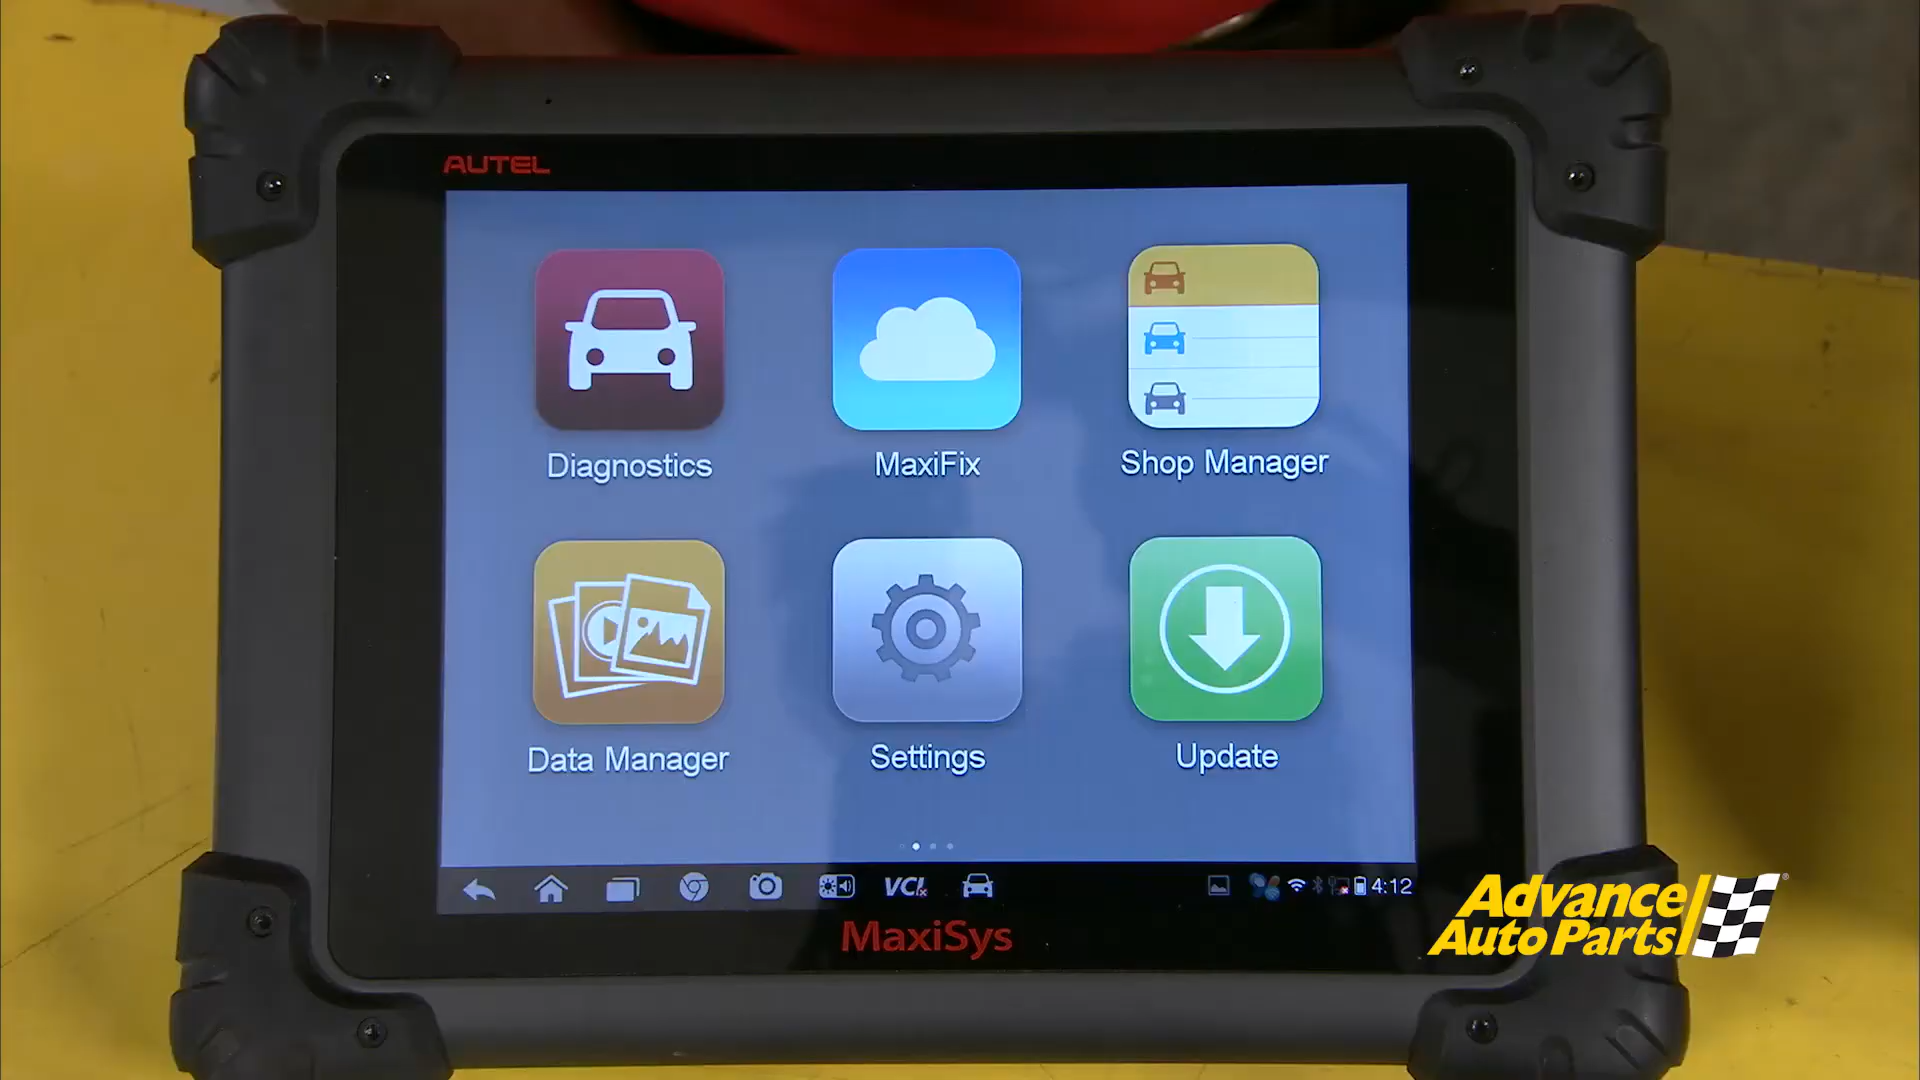 AUTEL
Diagnostics
MaxiFix
Shop Manager
Data Manager
Settings
Update
VCI
4:12
MaxiSys
Advance
Auto Parts